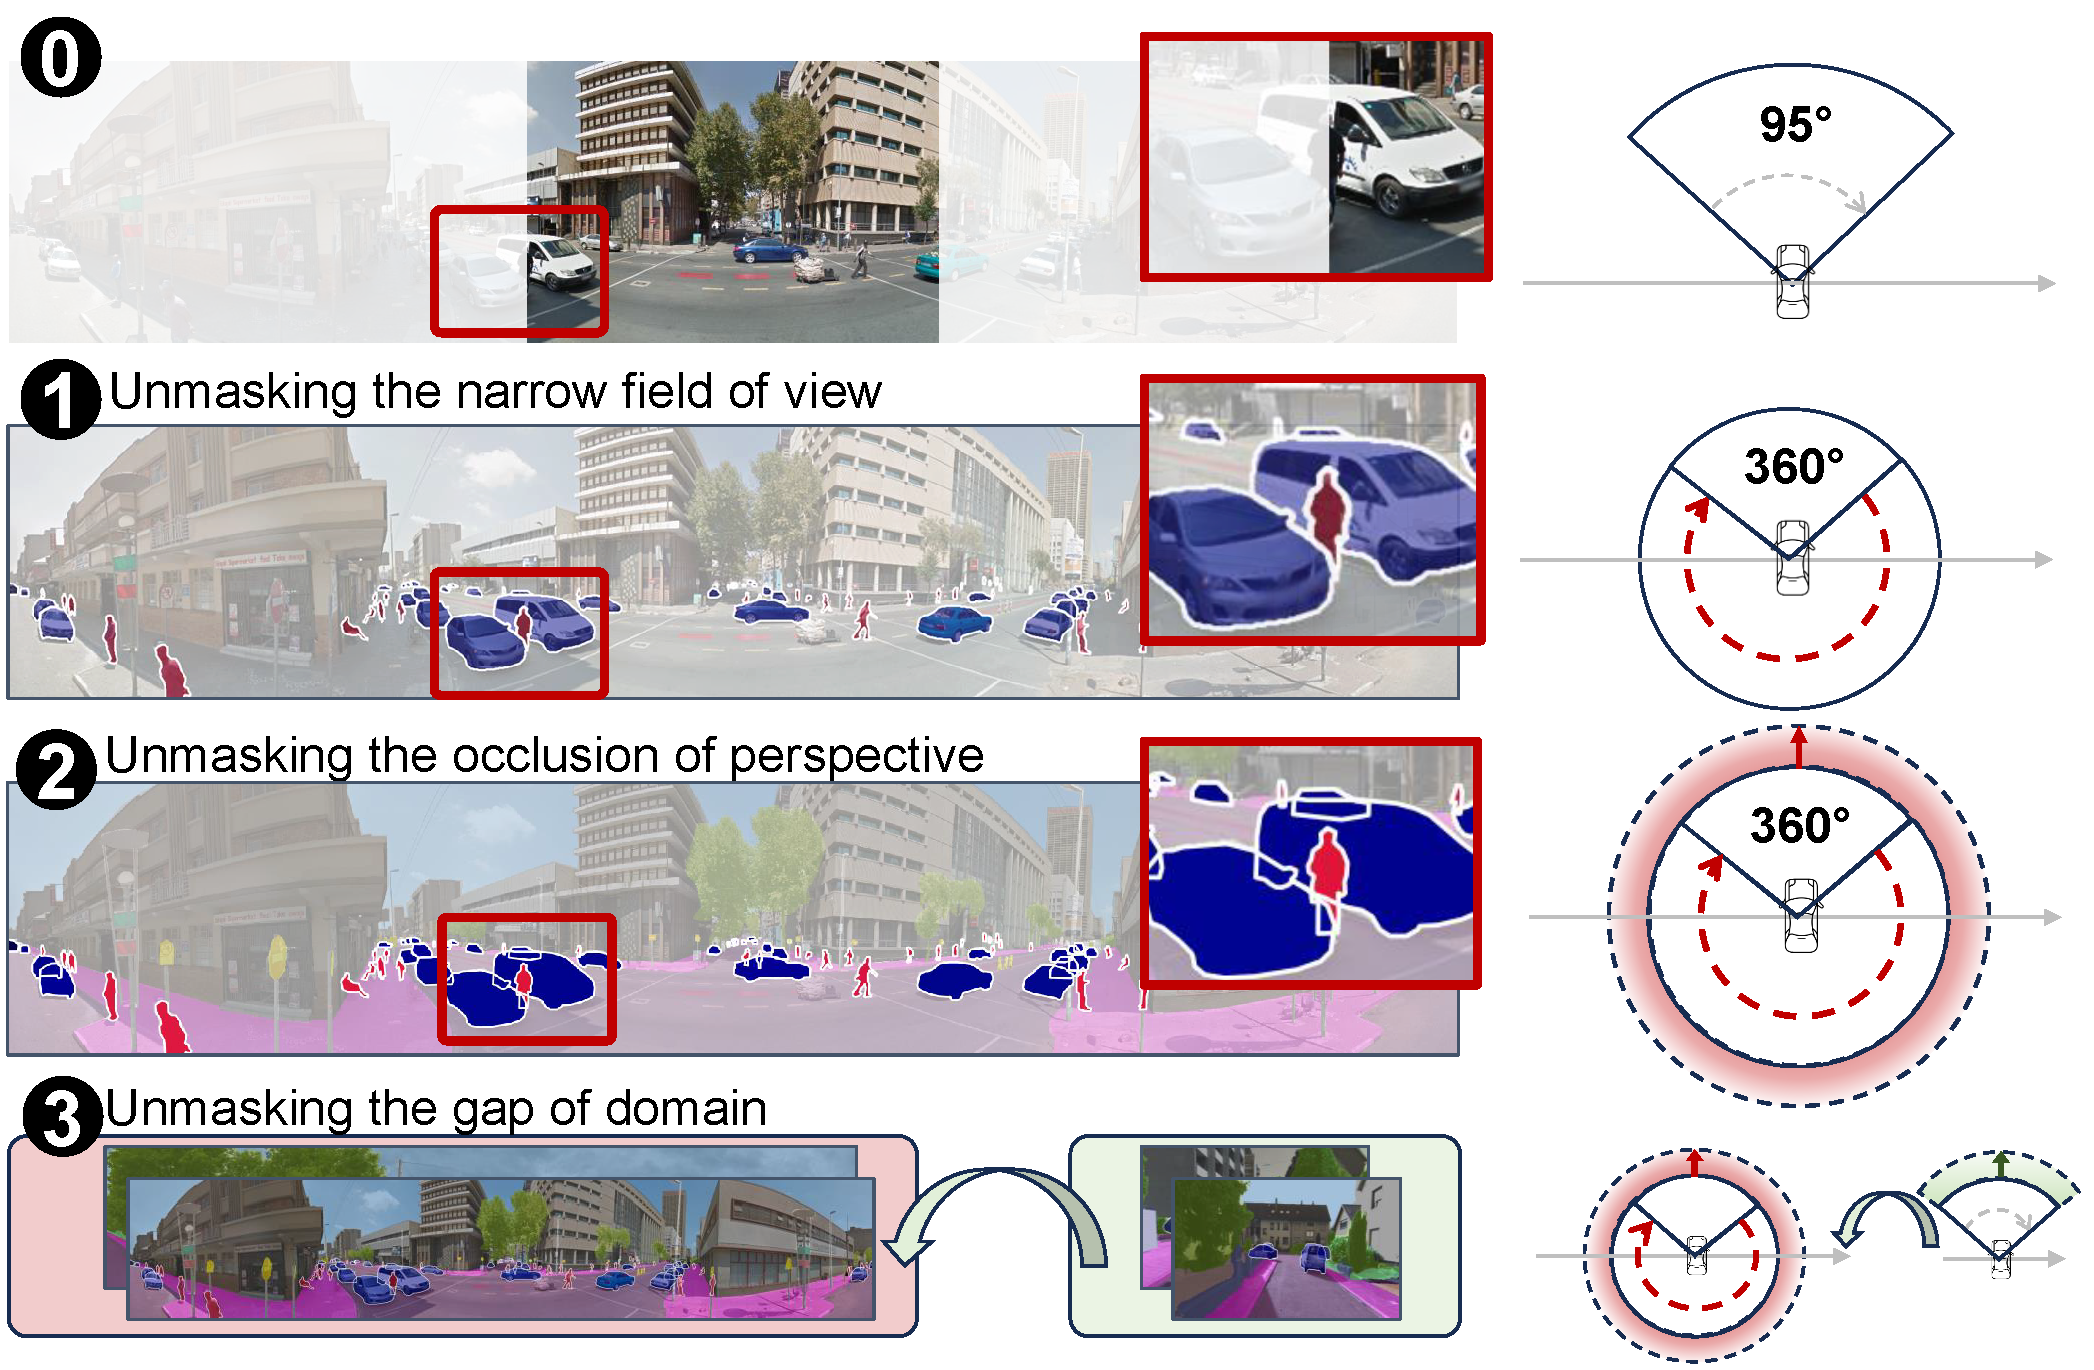 0
95°
1 Unmasking the narrow field of view
360°
2 Unmasking the occlusion of perspective
360°
3 Unmasking the gap of domain